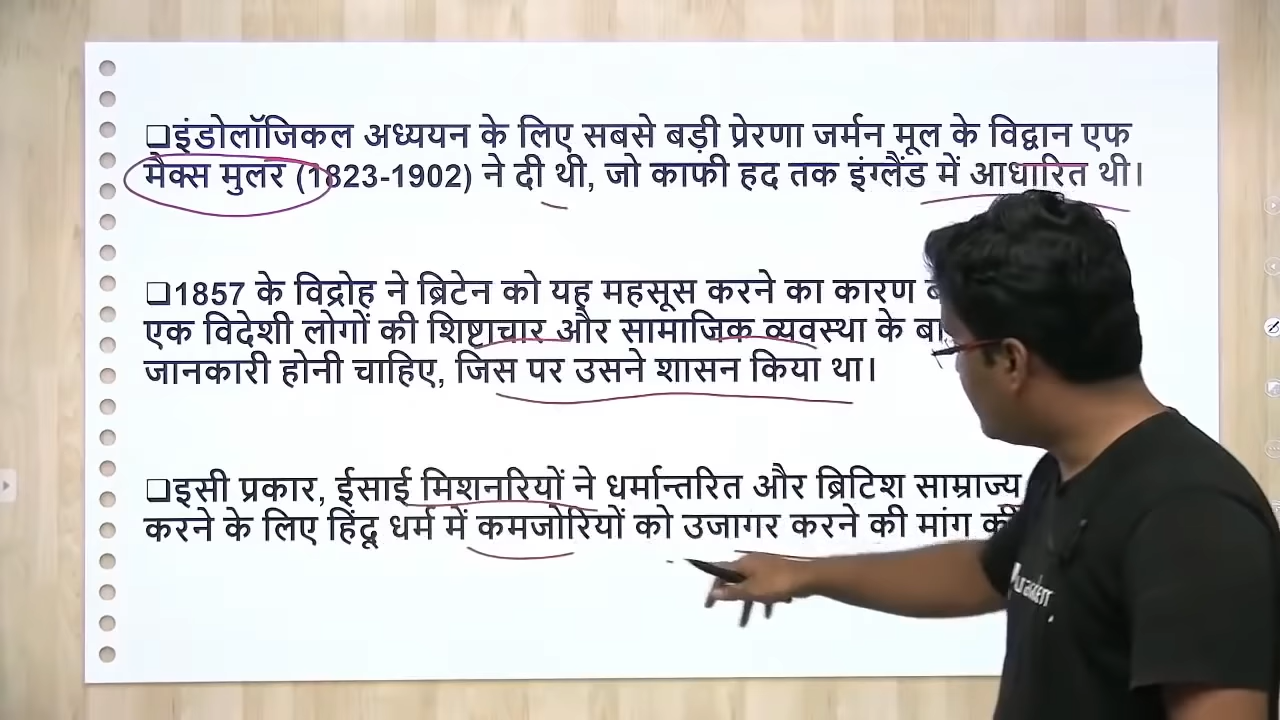 ❑इंडोलॉजिकल अध्ययन के लिए सबसे बड़ी प्रेरणा जर्मन मूल के विद्वान एफ
मैक्स मुलर (1823-1902) ने दी थी, जो काफी हद तक इंग्लैंड में आधारित थी।
❑1857 के विद्रोह ने ब्रिटेन को यह महसूस करने का कारण
एक विदेशी लोगों की शिष्टाचार और सामाजिक व्यवस्था के
जानकारी होनी चाहिए, जिस पर उसने शासन किया था।
❑इसी प्रकार, ईसाई मिशनरियों ने धर्मान्तरित और ब्रिटिश साम्राज्य
करने के लिए हिंदू धर्म में कमजोरियों को उजागर करने की मांग